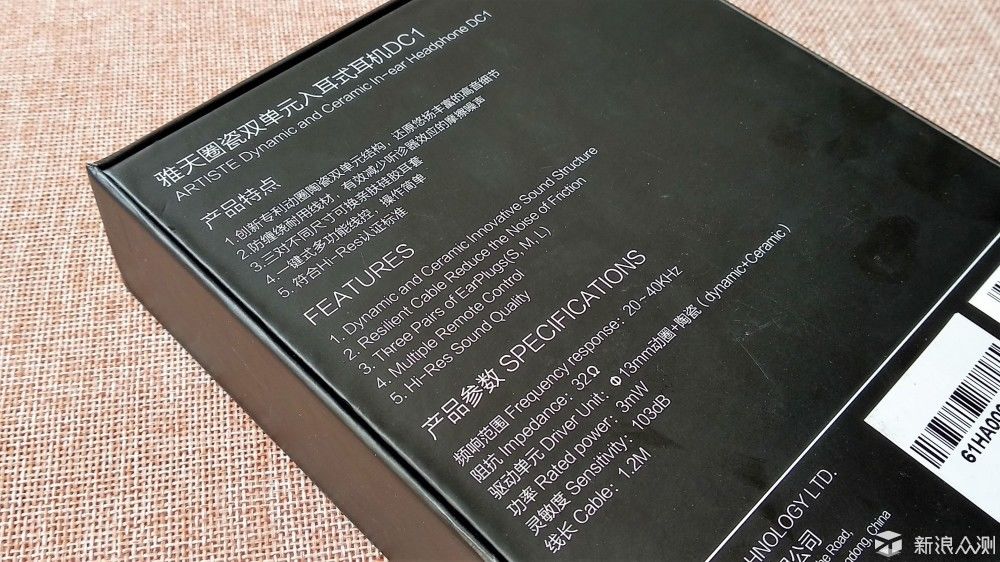 雅天圈瓷双单元入耳式耳机DC1
ARTISTE Dynamic and Ceramic In-ear Headphone DC1
产品特点
1.创新专利动圈陶瓷双单元结构，还原悠扬丰富的高音细节
2.防缠绕耐用线材，有效减少听诊器效应的摩擦噪声
3.三对不同尺寸可换亲肤硅胶耳套
4.一键式多功能线控，操作简单
5.符合Hi-Res认证标准
FEATURES
1. Dynamic and Ceramic Innovative Sound Structure
2. Resilient Cable Reduce the Noise of Friction
3. Three Pairs of EarPlugs(S, M, L)
4. Multiple Remote Control
5. Hi-Res Sound Quality
产品参数 SPECIFICATIONS
频响范围 Frequency response: 20-40KHz
阻抗 Impedance: 32Ω
驱动单元 Driver Unit: Φ13mm动圈+陶瓷（dynamic+Ceramic）
功率 Rated power: 3mW
灵敏度 Sensitivity: 103dB
线长 Cable: 1.2M
HNOLOGY LTD.
公司
Road,
China
61HA00
新浪众测